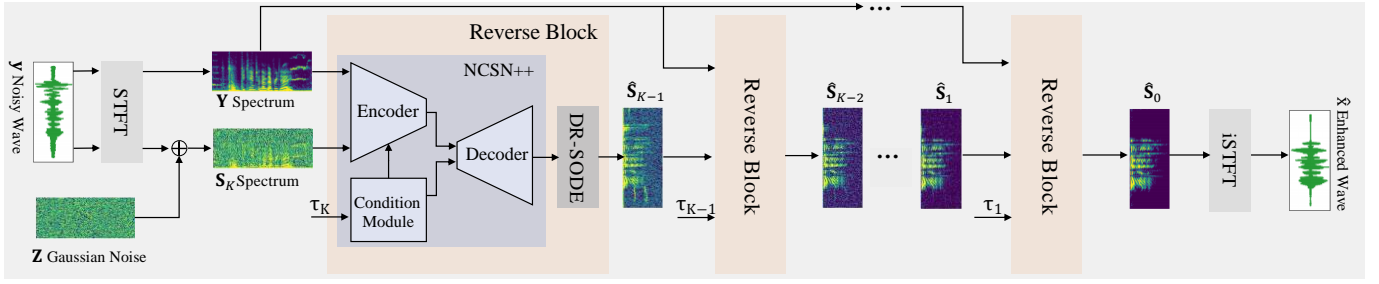 y Noisy Wave
STFT
Y Spectrum
S_K Spectrum
Z Gaussian Noise
Reverse Block
NCSN++
Encoder
Decoder
Condition
Module
τ_K
DR-SODE
Ŝ_{K−1}
τ_{K−1}
Reverse Block
Ŝ_{K−2}
...
Ŝ_1
...
τ_1
Reverse Block
Ŝ_0
iSTFT
x̂ Enhanced Wave